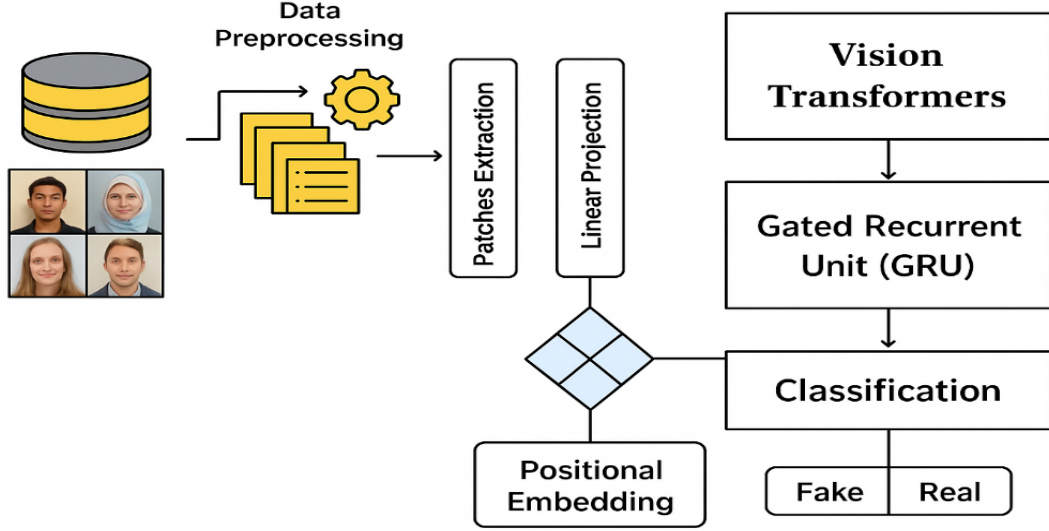 Data
Preprocessing
Patches Extraction
Linear Projection
Positional
Embedding
Vision
Transformers
Gated Recurrent
Unit (GRU)
Classification
Fake
Real